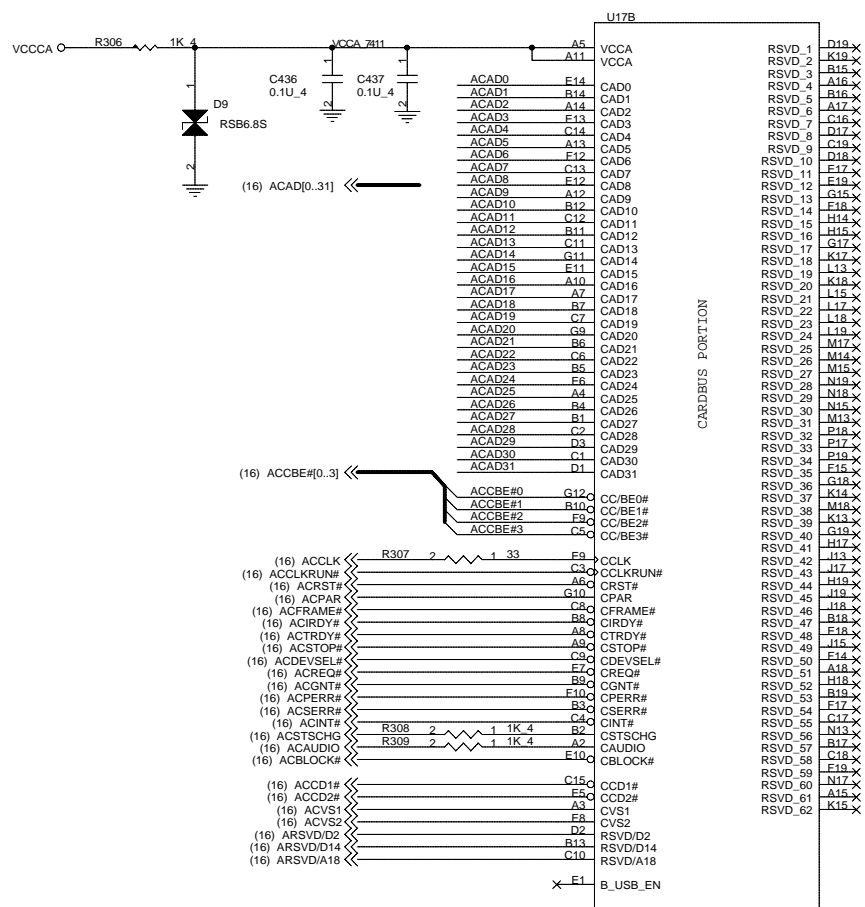 U17B
VCCCA R306 1K_4 VCCA_7411 A5 VCCA
A11 VCCA
1 1 1
C436 C437
0.1U_4 0.1U_4
2 2
D9
RSB6.8S
2
(16) ACAD[0..31]
ACAD0 E14 CAD0
ACAD1 B14 CAD1
ACAD2 A14 CAD2
ACAD3 E13 CAD3
ACAD4 C14 CAD4
ACAD5 A13 CAD5
ACAD6 F12 CAD6
ACAD7 C13 CAD7
ACAD8 E12 CAD8
ACAD9 A12 CAD9
ACAD10 B12 CAD10
ACAD11 C12 CAD11
ACAD12 B11 CAD12
ACAD13 C11 CAD13
ACAD14 G11 CAD14
ACAD15 E11 CAD15
ACAD16 A10 CAD16
ACAD17 A7 CAD17
ACAD18 B7 CAD18
ACAD19 C7 CAD19
ACAD20 G9 CAD20
ACAD21 B6 CAD21
ACAD22 C6 CAD22
ACAD23 B5 CAD23
ACAD24 E6 CAD24
ACAD25 A4 CAD25
ACAD26 B4 CAD26
ACAD27 B1 CAD27
ACAD28 C2 CAD28
ACAD29 D3 CAD29
ACAD30 C1 CAD30
ACAD31 D1 CAD31
(16) ACCBE#[0..3]
ACCBE#0 G12 CC/BE0#
ACCBE#1 B10 CC/BE1#
ACCBE#2 F9 CC/BE2#
ACCBE#3 C5 CC/BE3#
(16) ACCLK R307 2 1 33 E9 CCLK
(16) ACCLKRUN# C3 CCLKRUN#
(16) ACRST# A6 CRST#
(16) ACPAR G10 CPAR
(16) ACFRAME# C8 CFRAME#
(16) ACIRDY# B8 CIRDY#
(16) ACTRDY# A8 CTRDY#
(16) ACSTOP# A9 CSTOP#
(16) ACDEVSEL# C9 CDEVSEL#
(16) ACREQ# E7 CREQ#
(16) ACGNT# B9 CGNT#
(16) ACPERR# F10 CPERR#
(16) ACSERR# B3 CSERR#
(16) ACINT# C4 CINT#
(16) ACSTSCHG R308 2 1 1K_4 B2 CSTSCHG
(16) ACAUDIO R309 2 1 1K_4 A2 CAUDIO
(16) ACBLOCK# E10 CBLOCK#
(16) ACCD1# C15 CCD1#
(16) ACCD2# E5 CCD2#
(16) ACVS1 A3 CVS1
(16) ACVS2 E8 CVS2
(16) ARSVD/D2 D2 RSVD/D2
(16) ARSVD/D14 B13 RSVD/D14
(16) ARSVD/A18 C10 RSVD/A18
E1 B_USB_EN
CARDBUS PORTION
RSVD_1 D19
RSVD_2 K19
RSVD_3 B15
RSVD_4 A16
RSVD_5 B16
RSVD_6 A17
RSVD_7 C16
RSVD_8 D17
RSVD_9 C19
RSVD_10 D18
RSVD_11 E17
RSVD_12 E19
RSVD_13 G15
RSVD_14 F18
RSVD_15 H14
RSVD_16 H15
RSVD_17 G17
RSVD_18 K17
RSVD_19 L13
RSVD_20 K18
RSVD_21 L15
RSVD_22 L17
RSVD_23 L18
RSVD_24 L19
RSVD_25 M17
RSVD_26 M14
RSVD_27 M15
RSVD_28 N19
RSVD_29 N18
RSVD_30 N15
RSVD_31 M13
RSVD_32 P18
RSVD_33 P17
RSVD_34 P19
RSVD_35 F15
RSVD_36 G18
RSVD_37 K14
RSVD_38 M18
RSVD_39 K13
RSVD_40 G19
RSVD_41 H17
RSVD_42 J13
RSVD_43 J17
RSVD_44 H19
RSVD_45 J19
RSVD_46 J18
RSVD_47 B18
RSVD_48 E18
RSVD_49 J15
RSVD_50 F14
RSVD_51 A18
RSVD_52 H18
RSVD_53 B19
RSVD_54 F17
RSVD_55 C17
RSVD_56 N13
RSVD_57 B17
RSVD_58 C18
RSVD_59 F19
RSVD_60 N17
RSVD_61 A15
RSVD_62 K15